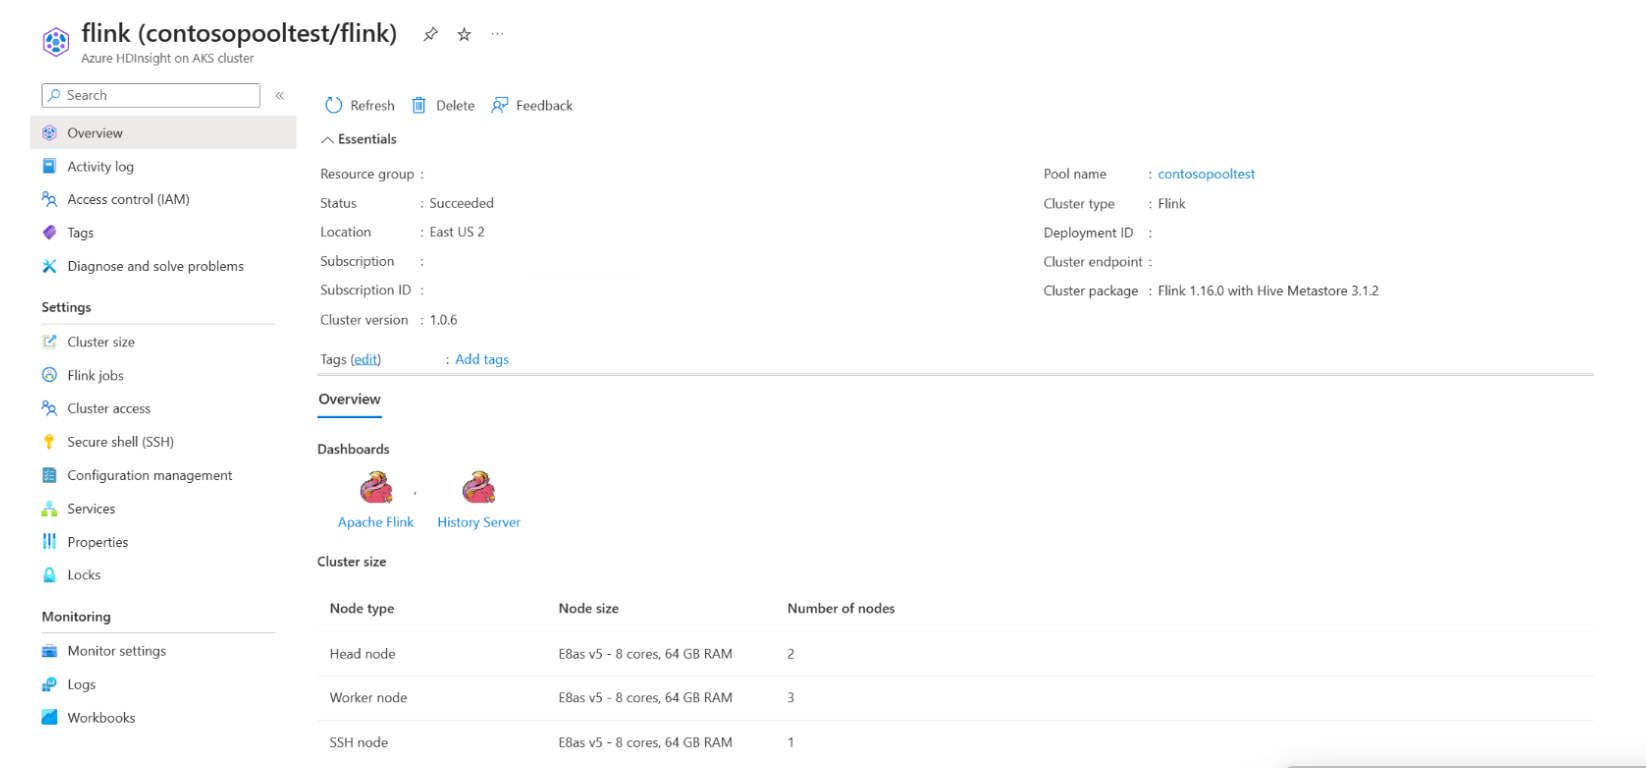 flink (contosopooltest/flink)
Azure HDInsight on AKS cluster
Search
Overview
Activity log
Access control (IAM)
Tags
Diagnose and solve problems
Settings
Cluster size
Flink jobs
Cluster access
Secure shell (SSH)
Configuration management
Services
Properties
Locks
Monitoring
Monitor settings
Logs
Workbooks
Refresh Delete Feedback
Essentials
Resource group :
Status : Succeeded
Location : East US 2
Subscription :
Subscription ID :
Cluster version : 1.0.6
Tags (edit) : Add tags
Pool name : contosopooltest
Cluster type : Flink
Deployment ID :
Cluster endpoint :
Cluster package : Flink 1.16.0 with Hive Metastore 3.1.2
Overview
Dashboards
Apache Flink History Server
Cluster size
Node type Node size Number of nodes
Head node E8as v5 - 8 cores, 64 GB RAM 2
Worker node E8as v5 - 8 cores, 64 GB RAM 3
SSH node E8as v5 - 8 cores, 64 GB RAM 1